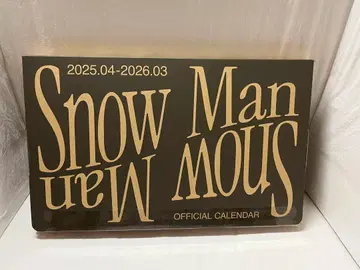 2025.04-2026.03
Snow Man
Snow Man
OFFICIAL CALENDAR